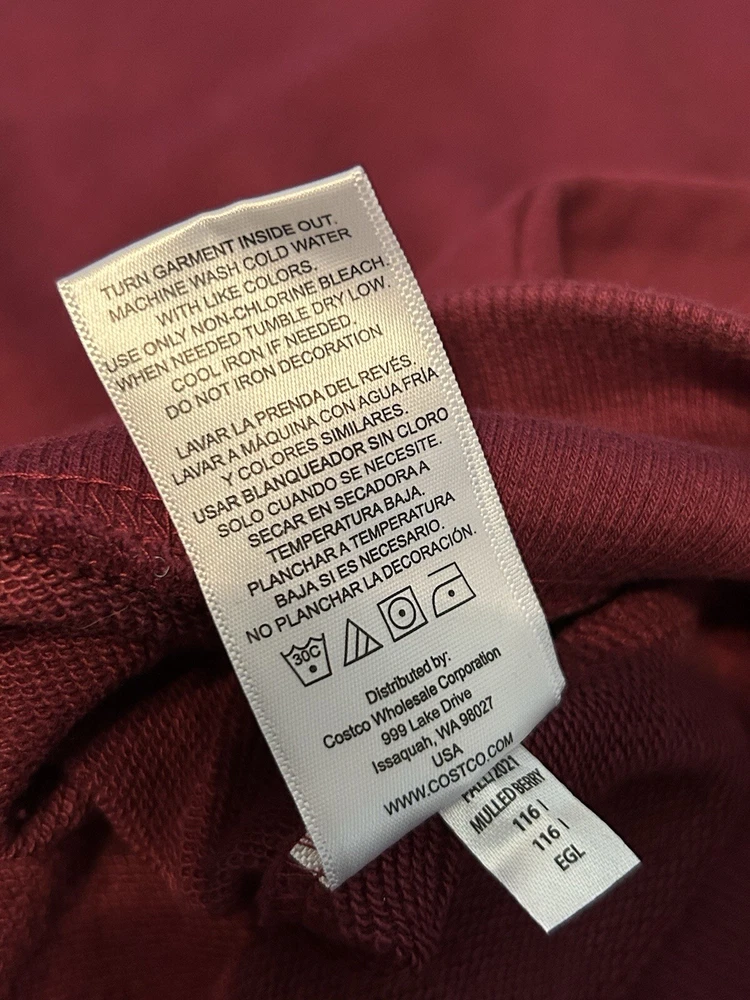 TURN GARMENT INSIDE OUT.
MACHINE WASH COLD WATER
WITH LIKE COLORS.
USE ONLY NON-CHLORINE BLEACH.
WHEN NEEDED TUMBLE DRY LOW.
COOL IRON IF NEEDED.
DO NOT IRON DECORATION
LAVAR LA PRENDA DEL REVÉS.
LAVAR A MÁQUINA CON AGUA FRÍA
Y COLORES SIMILARES.
USAR BLANQUEADOR SIN CLORO
SOLO CUANDO SE NECESITE.
SECAR EN SECADORA A
TEMPERATURA BAJA.
PLANCHAR A TEMPERATURA
BAJA SI ES NECESARIO.
NO PLANCHAR LA DECORACIÓN.
30C
Distributed by:
Costco Wholesale Corporation
999 Lake Drive
Issaquah, WA 98027
USA
WWW.COSTCO.COM
FALL/2021
MULLED BERRY
116 I
116 I
EGL